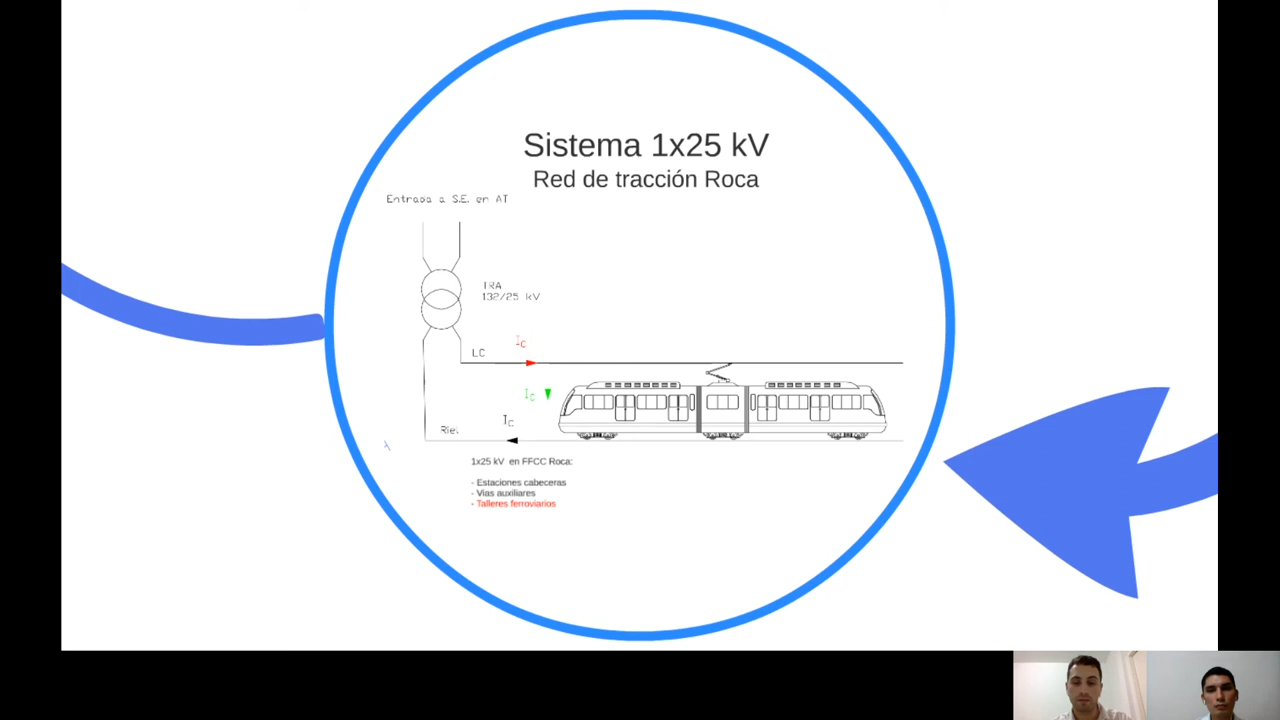 Sistema 1x25 kV
Red de tracción Roca
Entrada a S.E. en AT
TRA
132/25 kV
LC
Ic
Ic
Ic
Riel
1x25 kV en FFCC Roca:
- Estaciones cabeceras
- Vias auxiliares
- Talleres ferroviarios